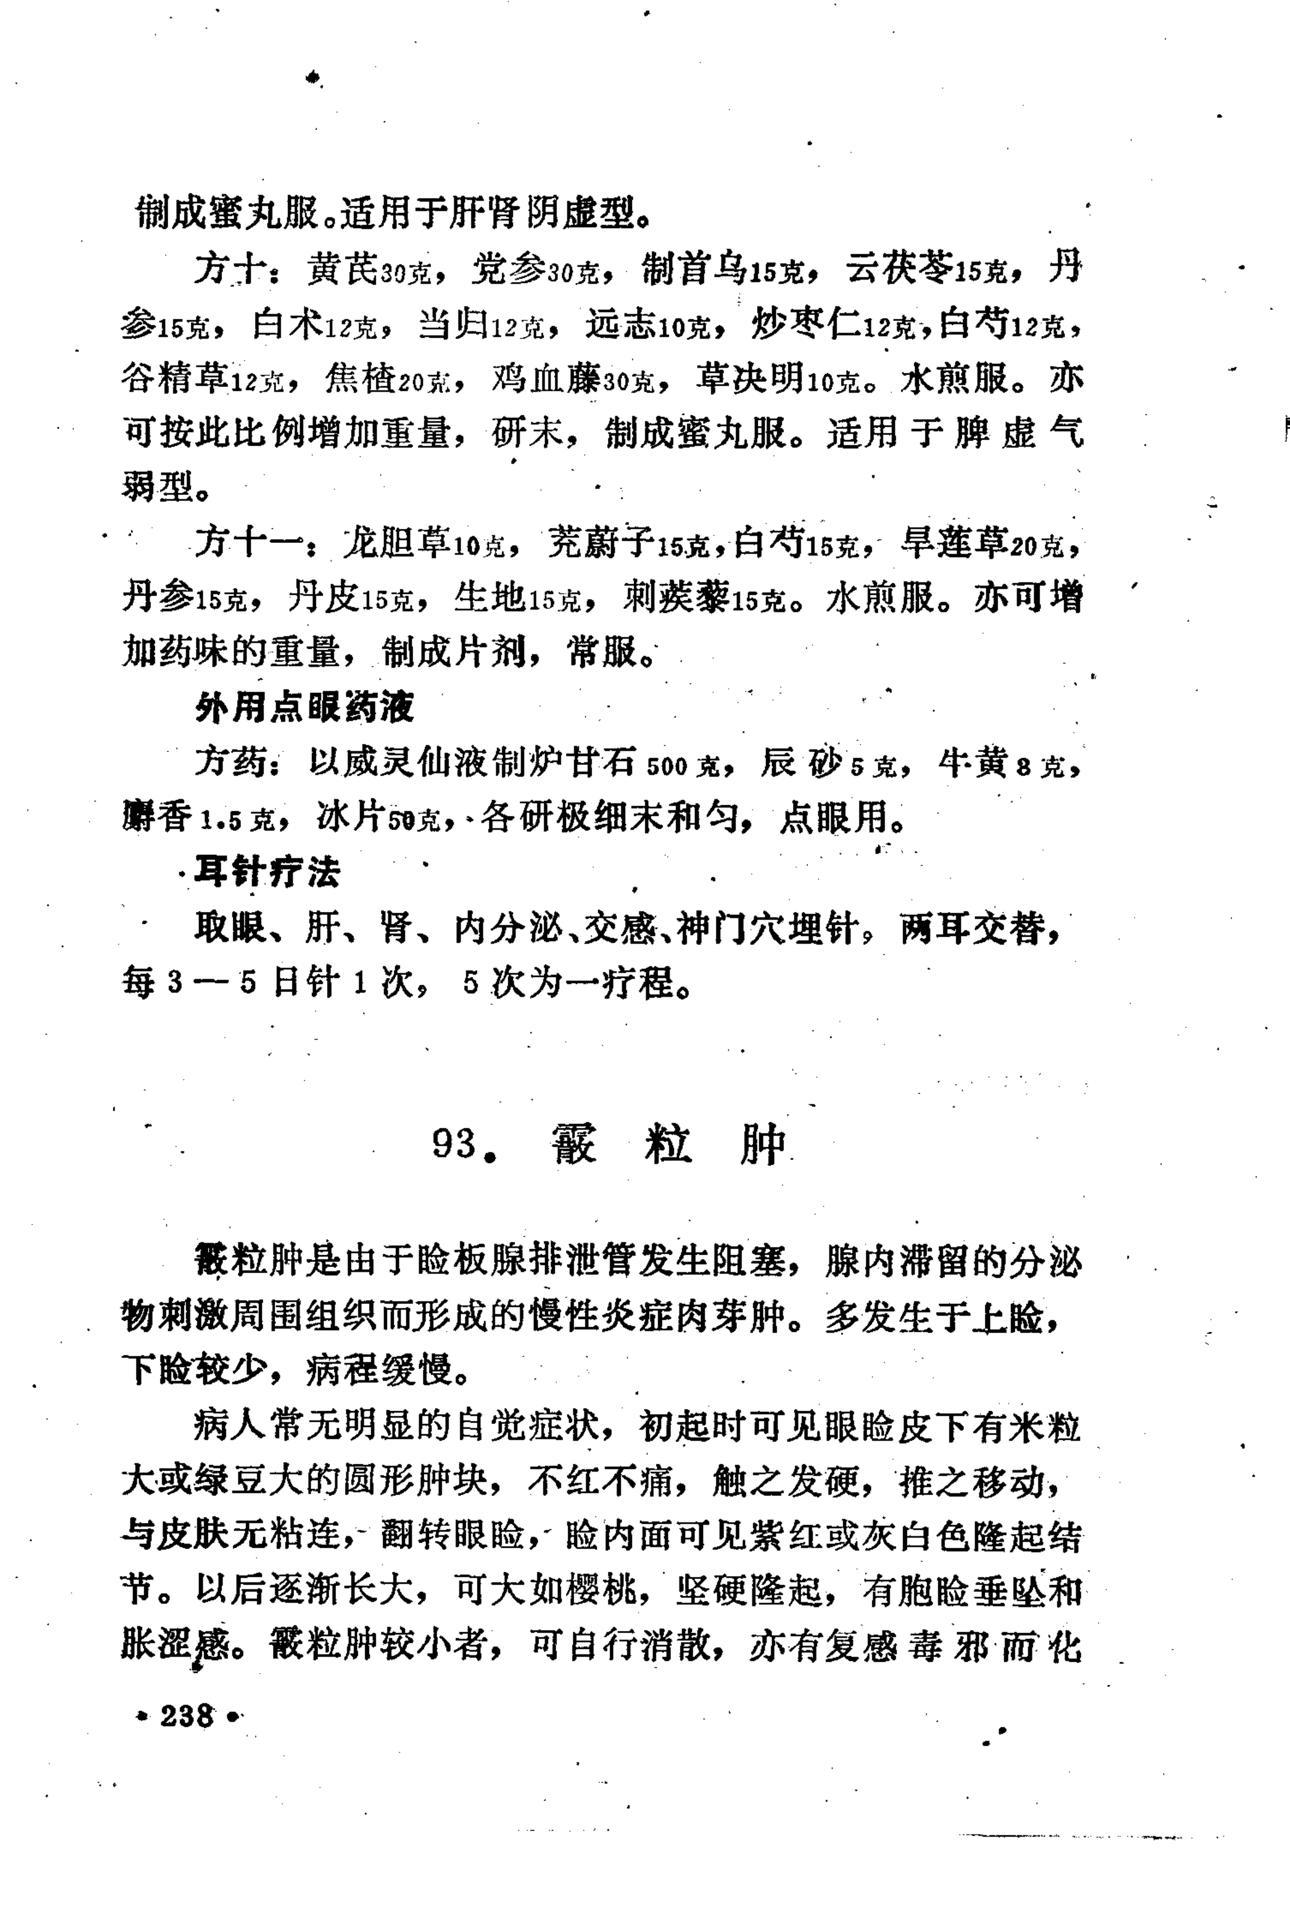 制成蜜丸服。适用于肝肾阴虚型。
方十：黄芪30克，党参30克，制首乌15克，云茯苓15克，丹
参15克，白术12克，当归12克，远志10克，炒枣仁12克，白芍12克，
谷精草12克，焦楂20克，鸡血藤30克，草决明10克。水煎服。亦
可按此比例增加重量，研末，制成蜜丸服。适用于脾虚气
弱型。
方十一：龙胆草10克，茺蔚子15克，白芍15克，旱莲草20克，
丹参15克，丹皮15克，生地15克，刺蒺藜15克。水煎服。亦可增
加药味的重量，制成片剂，常服。
外用点眼药液
方药：以威灵仙液制炉甘石500克，辰砂5克，牛黄8克，
麝香1.5克，冰片50克，各研极细末和匀，点眼用。
耳针疗法
取眼、肝、肾、内分泌、交感、神门穴埋针。两耳交替，
每3—5日针1次，5次为一疗程。
93．霰粒肿
霰粒肿是由于睑板腺排泄管发生阻塞，腺内滞留的分泌
物刺激周围组织而形成的慢性炎症肉芽肿。多发生于上睑，
下睑较少，病程缓慢。
病人常无明显的自觉症状，初起时可见眼睑皮下有米粒
大或绿豆大的圆形肿块，不红不痛，触之发硬，推之移动，
与皮肤无粘连，翻转眼睑，睑内面可见紫红或灰白色隆起结
节。以后逐渐长大，可大如樱桃，坚硬隆起，有胞睑垂坠和
胀涩感。霰粒肿较小者，可自行消散，亦有复感毒邪而化
•238•